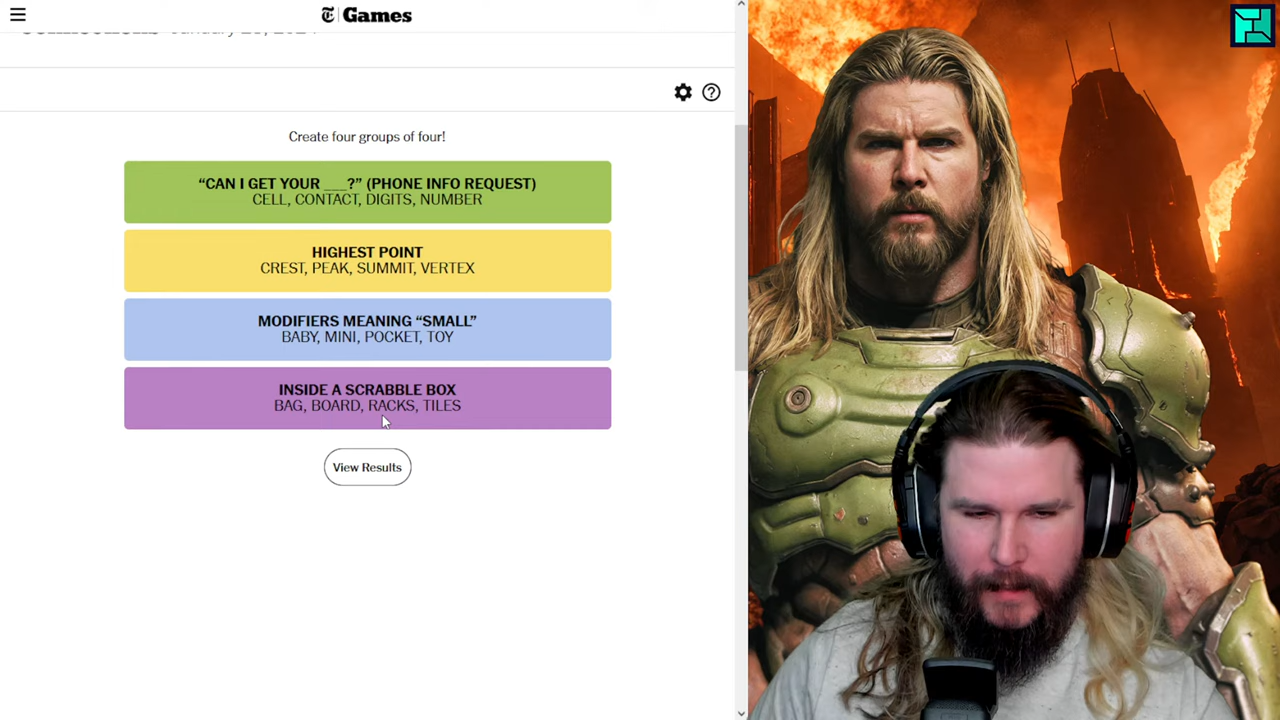 Games
Create four groups of four!
“CAN I GET YOUR ___?” (PHONE INFO REQUEST)
CELL, CONTACT, DIGITS, NUMBER
HIGHEST POINT
CREST, PEAK, SUMMIT, VERTEX
MODIFIERS MEANING “SMALL”
BABY, MINI, POCKET, TOY
INSIDE A SCRABBLE BOX
BAG, BOARD, RACKS, TILES
View Results